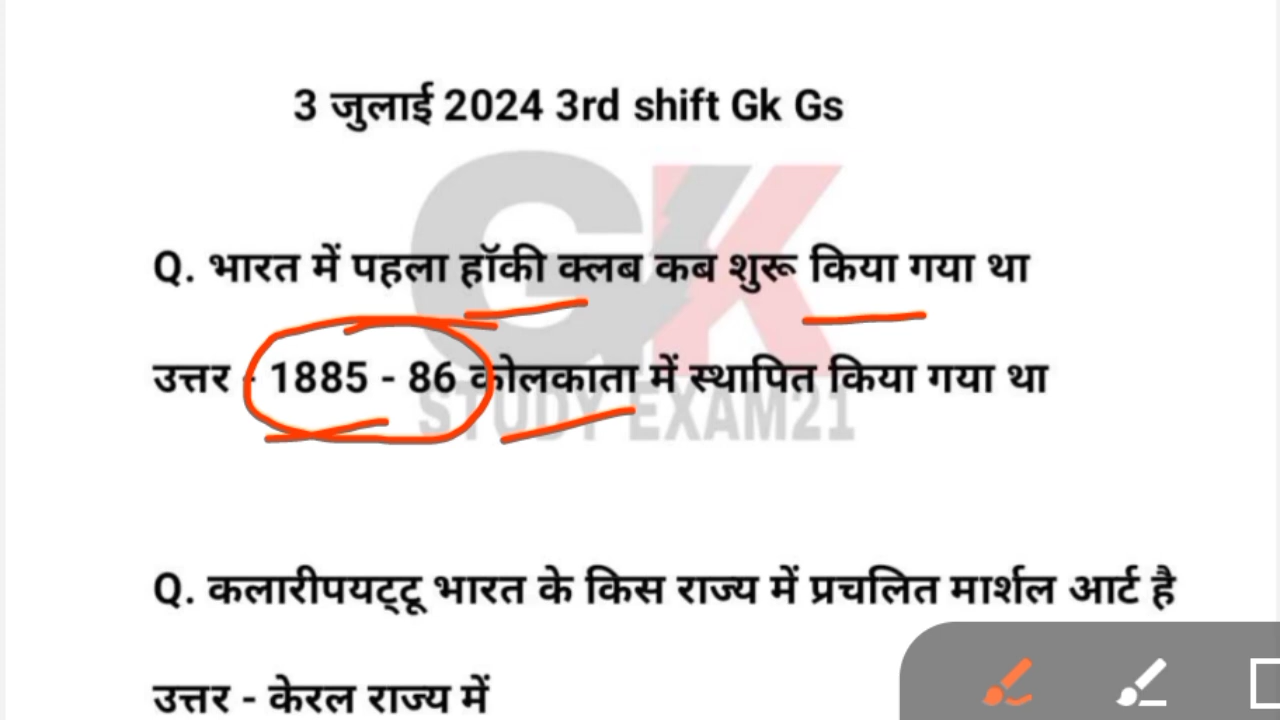 3 जुलाई 2024 3rd shift Gk Gs
GK
Q. भारत में पहला हॉकी क्लब कब शुरू किया गया था
उत्तर - 1885 - 86 कोलकाता में स्थापित किया गया था
STUDY EXAM21
Q. कलारीपयट्टू भारत के किस राज्य में प्रचलित मार्शल आर्ट है
उत्तर - केरल राज्य में